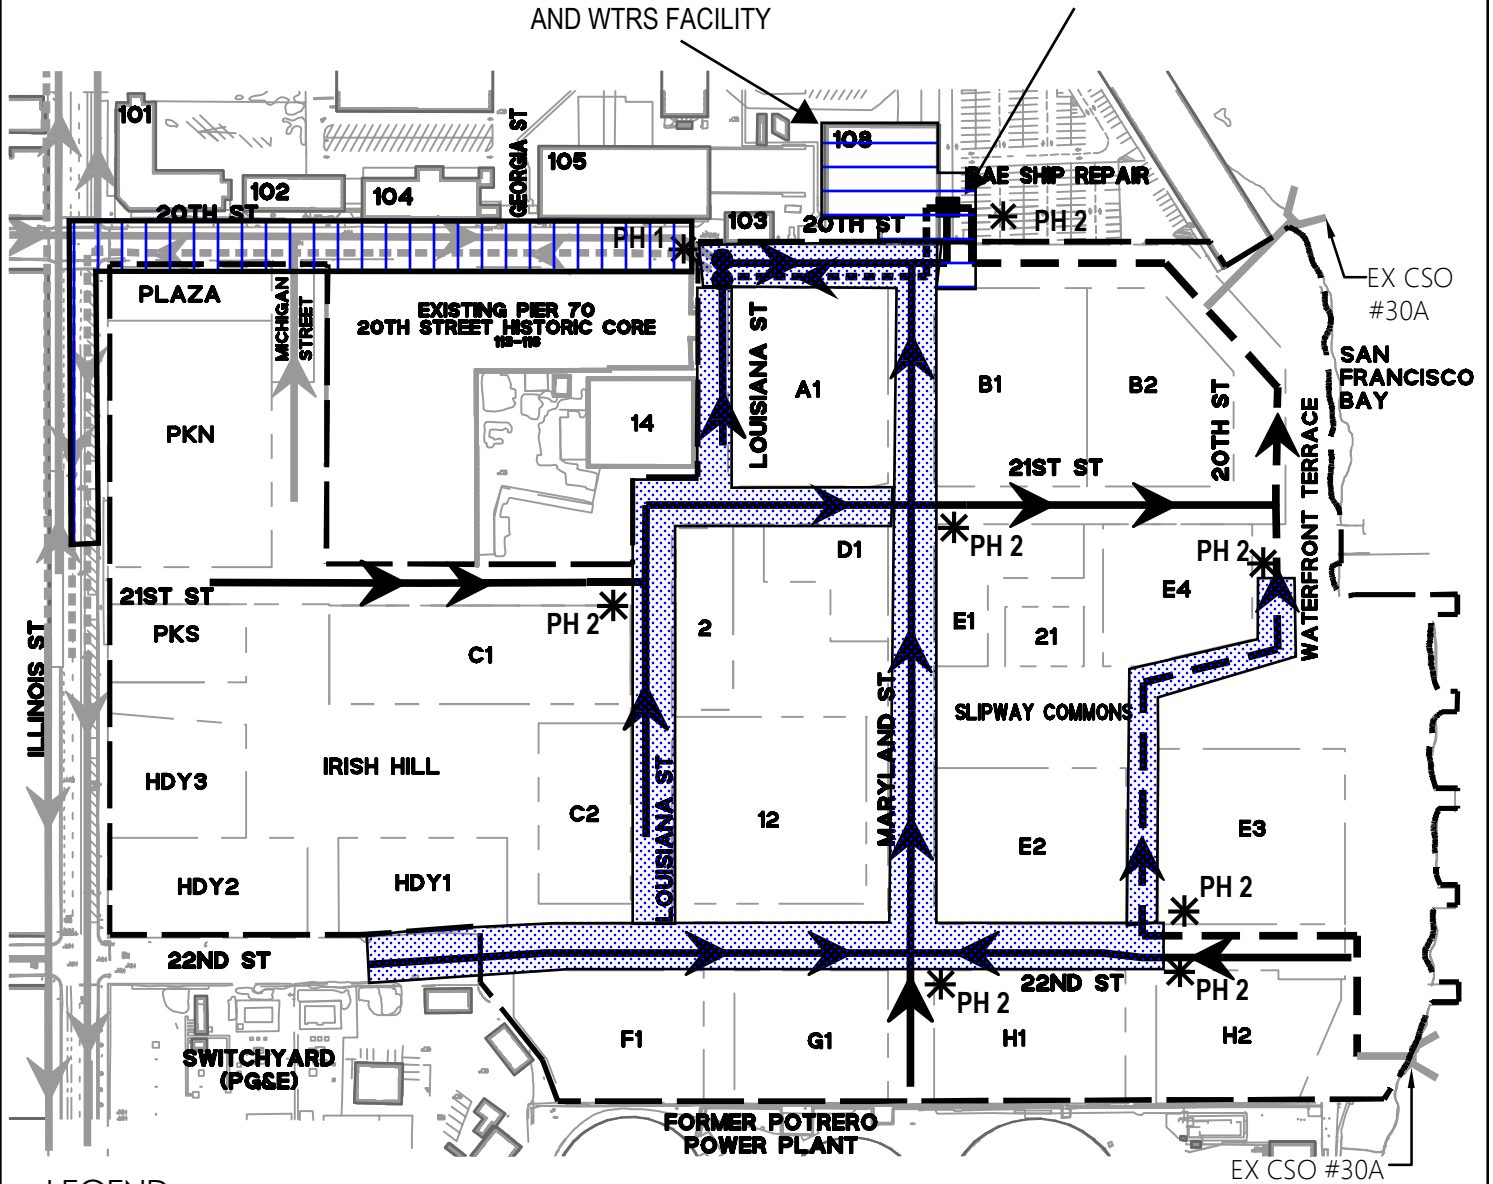 AND WTRS FACILITY
101
108
GEORGIA ST
105
102
104
BAE SHIP REPAIR
20TH ST
103
20TH ST
PH 2
PH 1
EX CSO
#30A
PLAZA
MICHIGAN
STREET
EXISTING PIER 70
20TH STREET HISTORIC CORE
113-116
LOUISIANA ST
SAN
FRANCISCO
BAY
A1
B1
B2
20TH ST
14
PKN
WATERFRONT TERRACE
21ST ST
D1
PH 2
PH 2
21ST ST
E4
PKS
PH 2
2
E1
21
C1
ILLINOIS ST
MARYLAND ST
SLIPWAY COMMONS
IRISH HILL
HDY3
LOUISIANA ST
C2
12
E3
E2
HDY2
HDY1
PH 2
22ND ST
22ND ST
PH 2
PH 2
F1
G1
H1
H2
SWITCHYARD
(PG&E)
FORMER POTRERO
POWER PLANT
EX CSO #30A
LEGEND